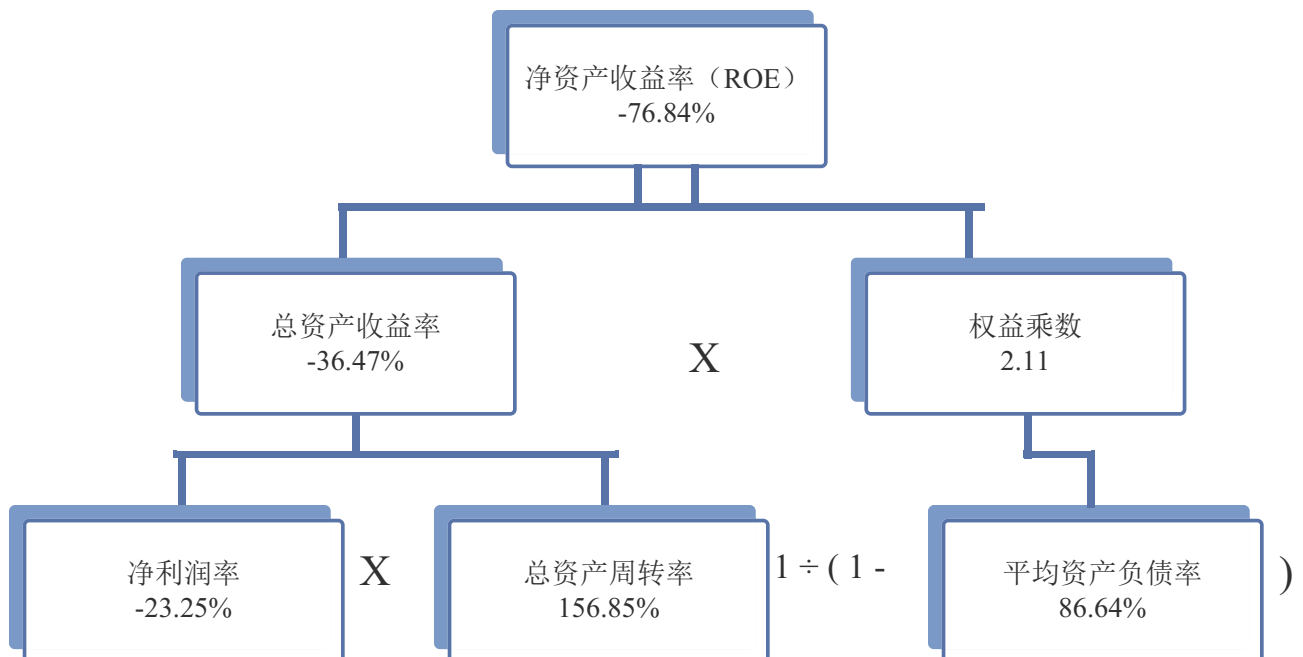 净资产收益率（ROE）
-76.84%
总资产收益率
-36.47%
X
权益乘数
2.11
净利润率
-23.25%
X
总资产周转率
156.85%
1 ÷ ( 1 -
平均资产负债率
86.64%
)